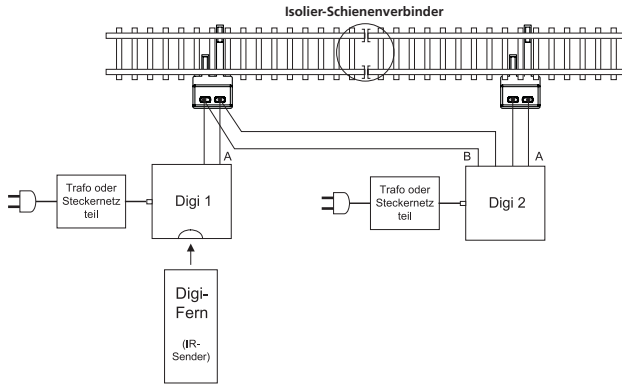 Isolier-Schienenverbinder
A
B
A
Trafo oder
Steckernetz
teil
Digi 1
Trafo oder
Steckernetz
teil
Digi 2
Digi-
Fern
(IR-
Sender)